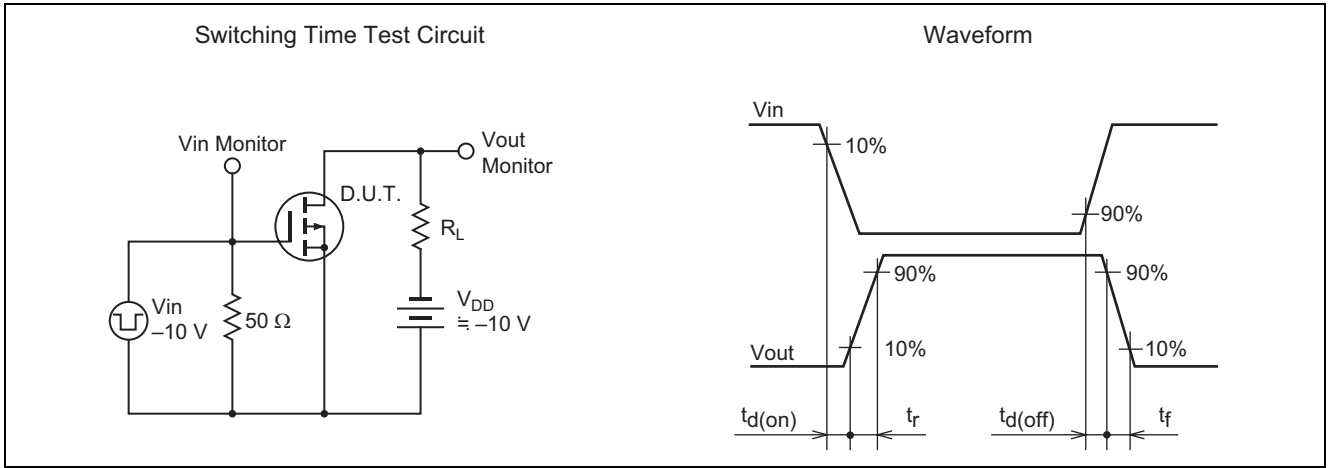 Switching Time Test Circuit
Vin Monitor
D.U.T.
Vout
Monitor
RL
Vin
–10 V
50 Ω
VDD
≒ –10 V
Waveform
Vin
10%
90%
90%
90%
Vout
10%
10%
td(on)
tr
td(off)
tf